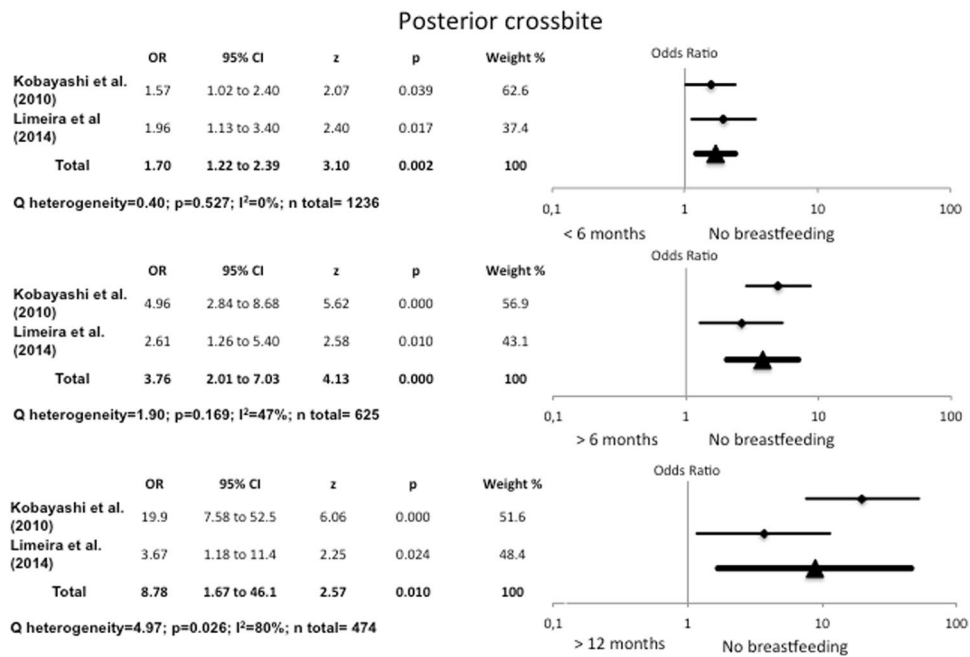 Posterior crossbite
OR 95% CI z p Weight % Odds Ratio
Kobayashi et al.
(2010) 1.57 1.02 to 2.40 2.07 0.039 62.6
Limeira et al
(2014) 1.96 1.13 to 3.40 2.40 0.017 37.4
Total 1.70 1.22 to 2.39 3.10 0.002 100
Q heterogeneity=0.40; p=0.527; I²=0%; n total= 1236
0,1 1 10 100
< 6 months No breastfeeding
OR 95% CI z p Weight % Odds Ratio
Kobayashi et al.
(2010) 4.96 2.84 to 8.68 5.62 0.000 56.9
Limeira et al.
(2014) 2.61 1.26 to 5.40 2.58 0.010 43.1
Total 3.76 2.01 to 7.03 4.13 0.000 100
Q heterogeneity=1.90; p=0.169; I²=47%; n total= 625
0,1 1 10 100
> 6 months No breastfeeding
OR 95% CI z p Weight % Odds Ratio
Kobayashi et al.
(2010) 19.9 7.58 to 52.5 6.06 0.000 51.6
Limeira et al.
(2014) 3.67 1.18 to 11.4 2.25 0.024 48.4
Total 8.78 1.67 to 46.1 2.57 0.010 100
Q heterogeneity=4.97; p=0.026; I²=80%; n total= 474
0,1 1 10 100
> 12 months No breastfeeding